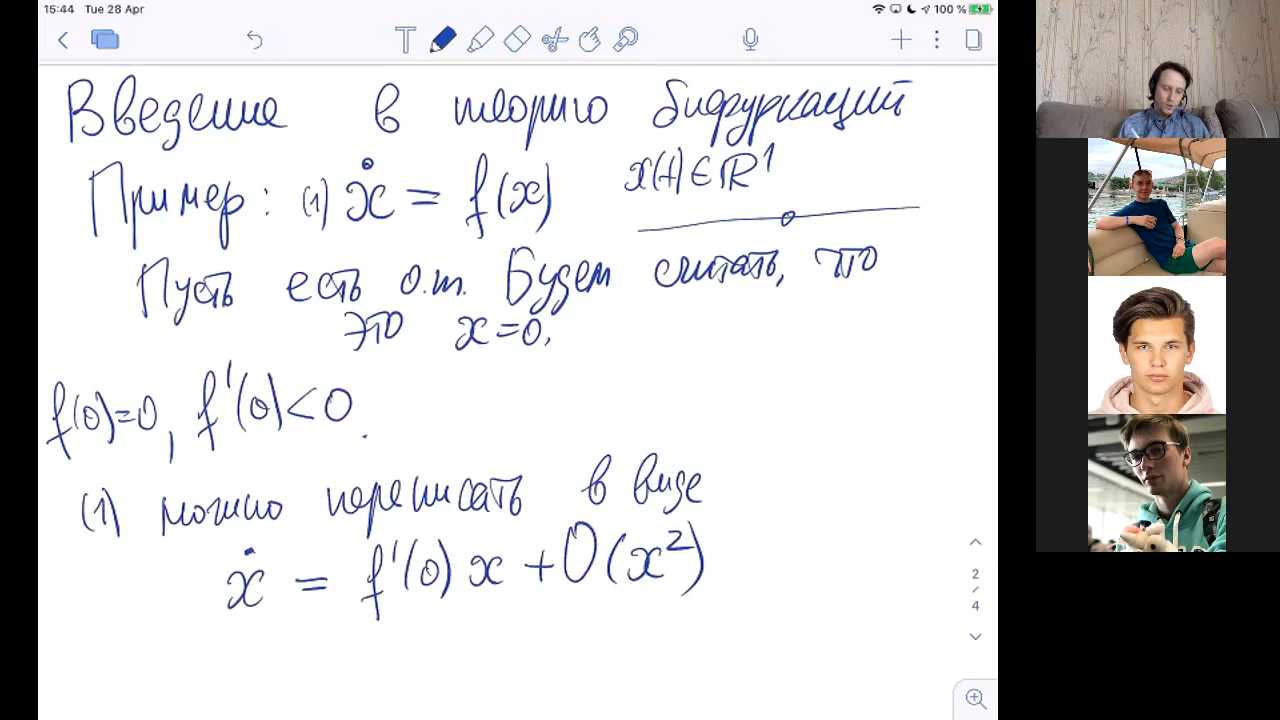 15:44 Tue 28 Apr 100 %
Введение в теорию бифуркаций
Пример: (1) ẋ = f(x) x(t) ∈ ℝ¹
Пусть есть о.т. Будем считать, что
это x=0,
f(0)=0, f'(0)<0.
(1) можно переписать в виде
ẋ = f'(0) x + O(x²)
2
/
4